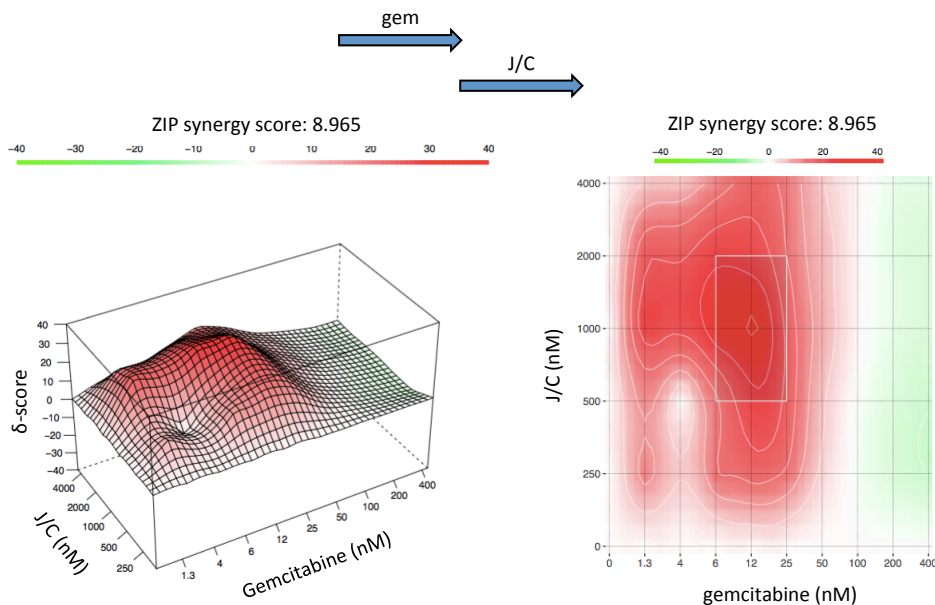 gem
J/C
ZIP synergy score: 8.965
−40 −20 −10 0 10 20 40
δ-score
40
30
20
10
0
−10
−20
−30
−40
J/C (nM)
4000
2000
1000
500
250
1.3 4 6 12 25 50 100 200 400
Gemcitabine (nM)
ZIP synergy score: 8.965
−40 −20 0 20 40
J/C (nM)
4000
2000
1000
500
250
0
0 1.3 4 6 12 25 50 100 200 400
gemcitabine (nM)